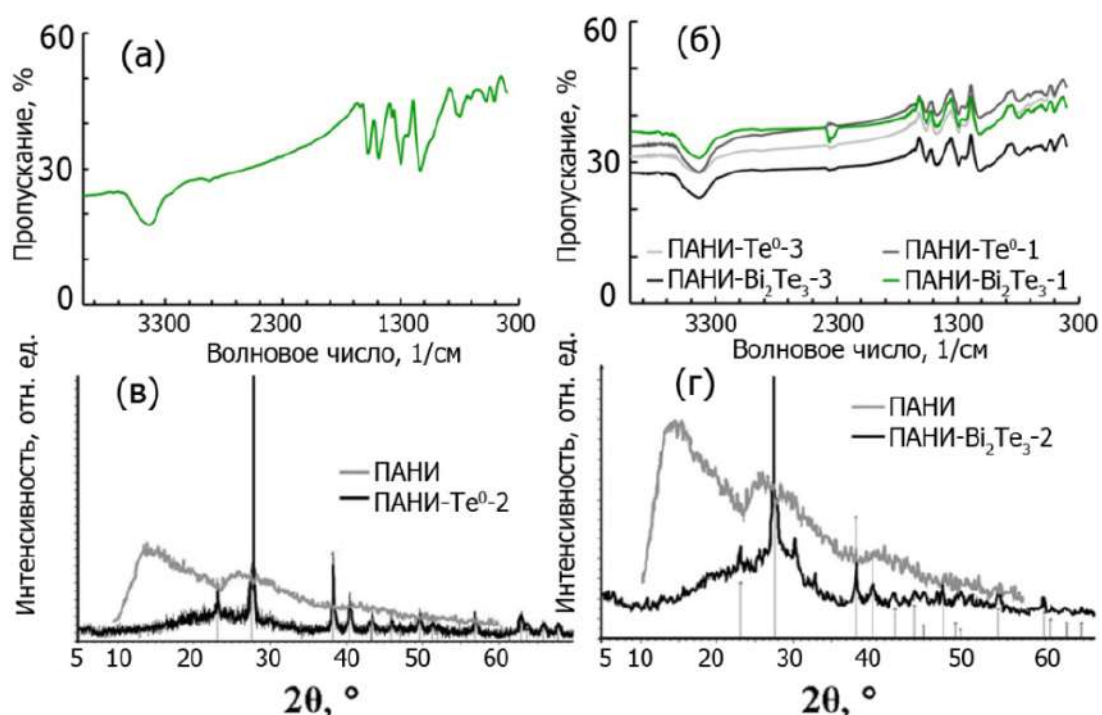 60
(а)
Пропускание, %
30
0
3300 2300 1300 300
Волновое число, 1/см
60
(б)
Пропускание, %
30
ПАНИ-Te⁰-3 ПАНИ-Te⁰-1
ПАНИ-Bi₂Te₃-3 ПАНИ-Bi₂Te₃-1
0
3300 2300 1300 300
Волновое число, 1/см
(в)
Интенсивность, отн. ед.
ПАНИ
ПАНИ-Te⁰-2
5 10 20 30 40 50 60
2θ, °
(г)
Интенсивность, отн. ед.
ПАНИ
ПАНИ-Bi₂Te₃-2
5 10 20 30 40 50 60
2θ, °